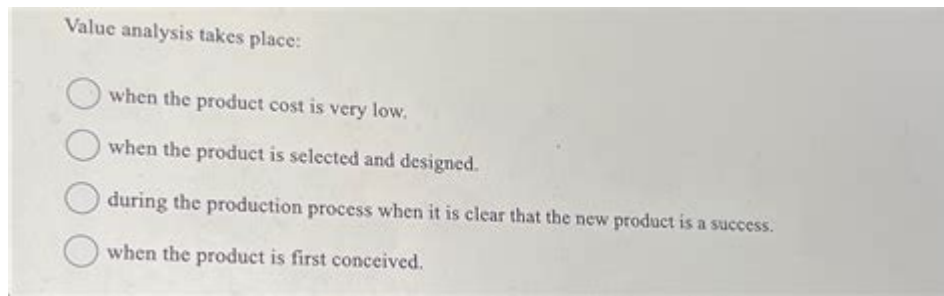 Value analysis takes place:
when the product cost is very low.
when the product is selected and designed.
during the production process when it is clear that the new product is a success.
when the product is first conceived.